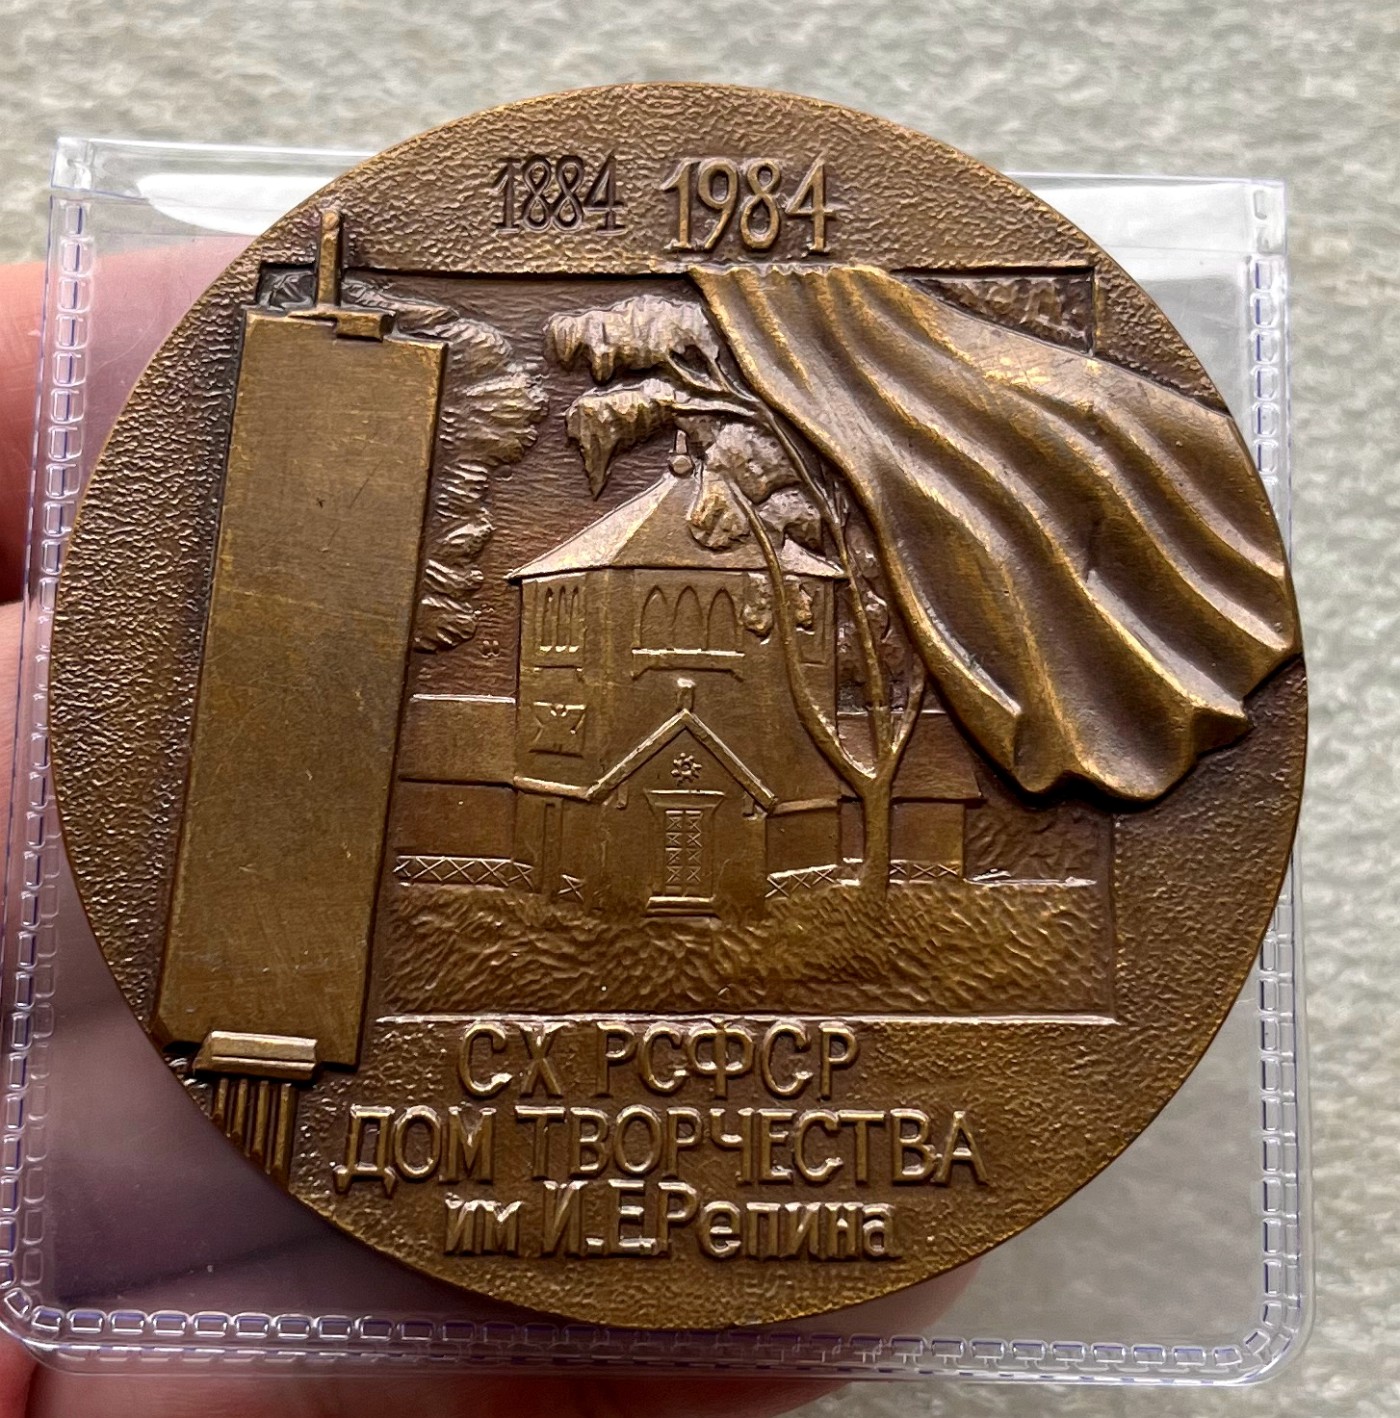 1884 1984
СХ РСФСР
ДОМ ТВОРЧЕСТВА
им И.Е.Репина